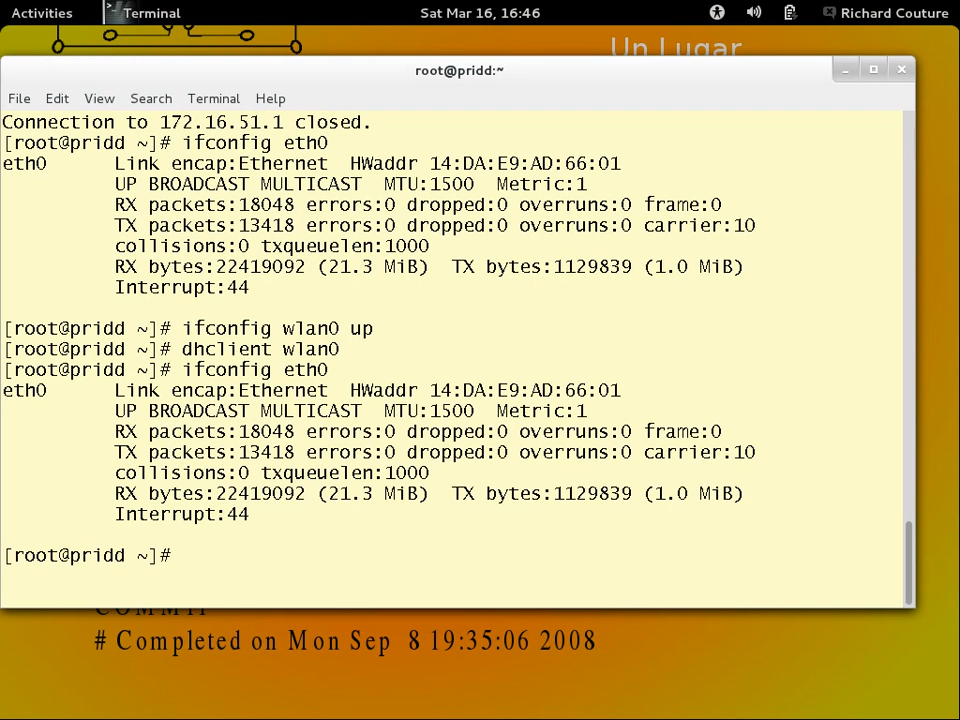 Activities Terminal Sat Mar 16, 16:46 Richard Couture
Un Lugar
root@pridd:~
File Edit View Search Terminal Help
Connection to 172.16.51.1 closed.
[root@pridd ~]# ifconfig eth0
eth0 Link encap:Ethernet HWaddr 14:DA:E9:AD:66:01
UP BROADCAST MULTICAST MTU:1500 Metric:1
RX packets:18048 errors:0 dropped:0 overruns:0 frame:0
TX packets:13418 errors:0 dropped:0 overruns:0 carrier:10
collisions:0 txqueuelen:1000
RX bytes:22419092 (21.3 MiB) TX bytes:1129839 (1.0 MiB)
Interrupt:44
[root@pridd ~]# ifconfig wlan0 up
[root@pridd ~]# dhclient wlan0
[root@pridd ~]# ifconfig eth0
eth0 Link encap:Ethernet HWaddr 14:DA:E9:AD:66:01
UP BROADCAST MULTICAST MTU:1500 Metric:1
RX packets:18048 errors:0 dropped:0 overruns:0 frame:0
TX packets:13418 errors:0 dropped:0 overruns:0 carrier:10
collisions:0 txqueuelen:1000
RX bytes:22419092 (21.3 MiB) TX bytes:1129839 (1.0 MiB)
Interrupt:44
[root@pridd ~]#
COMMIT
# Completed on Mon Sep 8 19:35:06 2008